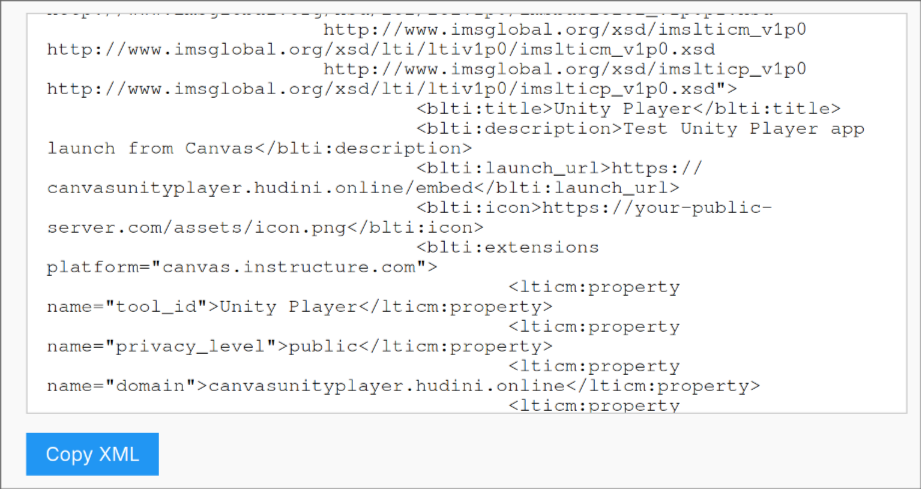 http://www.imsglobal.org/xsd/imslticm_v1p0
http://www.imsglobal.org/xsd/lti/ltiv1p0/imslticm_v1p0.xsd
http://www.imsglobal.org/xsd/imslticp_v1p0
http://www.imsglobal.org/xsd/lti/ltiv1p0/imslticp_v1p0.xsd">
<blti:title>Unity Player</blti:title>
<blti:description>Test Unity Player app
launch from Canvas</blti:description>
<blti:launch_url>https://
canvasunityplayer.hudini.online/embed</blti:launch_url>
<blti:icon>https://your-public-
server.com/assets/icon.png</blti:icon>
<blti:extensions
platform="canvas.instructure.com">
<lticm:property
name="tool_id">Unity Player</lticm:property>
<lticm:property
name="privacy_level">public</lticm:property>
<lticm:property
name="domain">canvasunityplayer.hudini.online</lticm:property>
<lticm:property
Copy XML